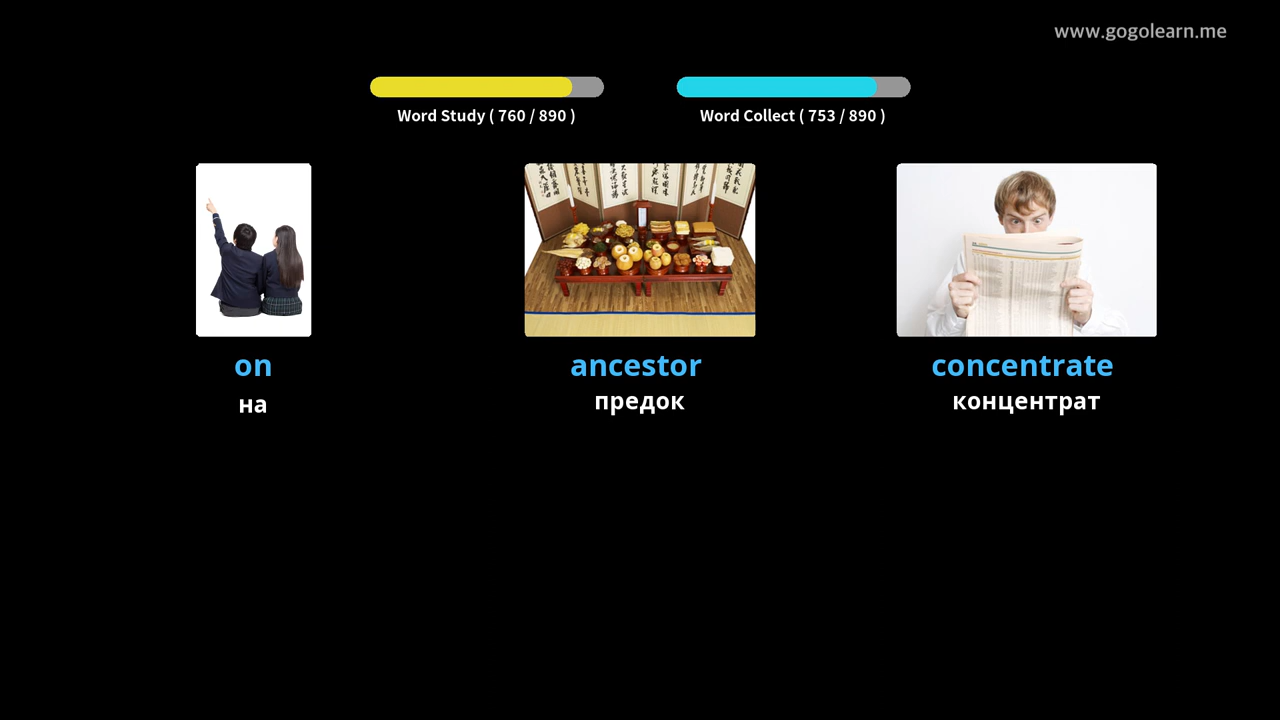 www.gogolearn.me
Word Study ( 760 / 890 )
Word Collect ( 753 / 890 )
on
на
ancestor
предок
concentrate
концентрат